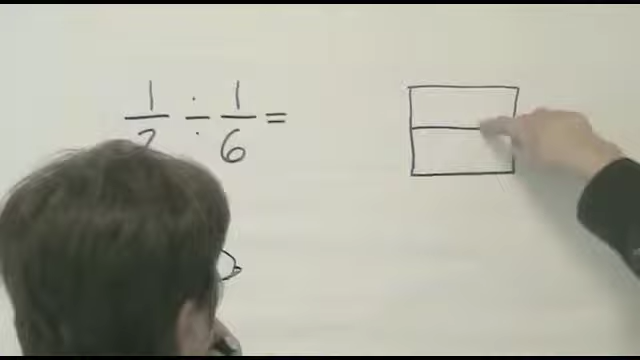 1/2 ÷ 1/6 =